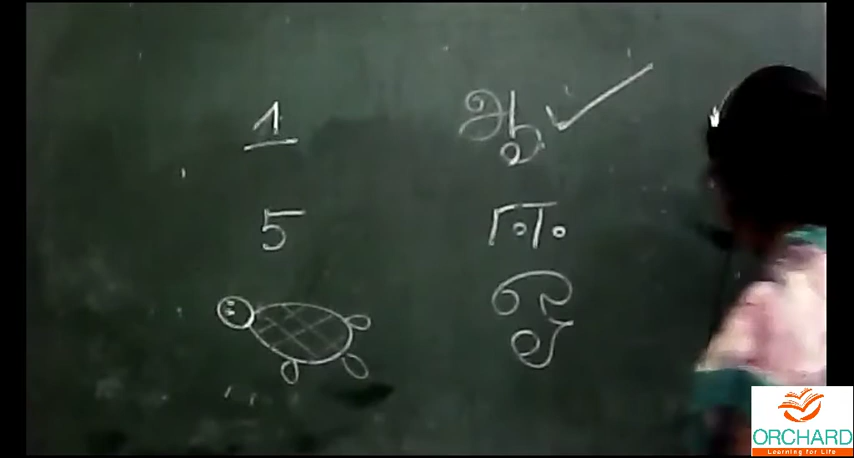 1 ஆ ✓
5 ஈ
ஓ
ORCHARD
Learning for Life